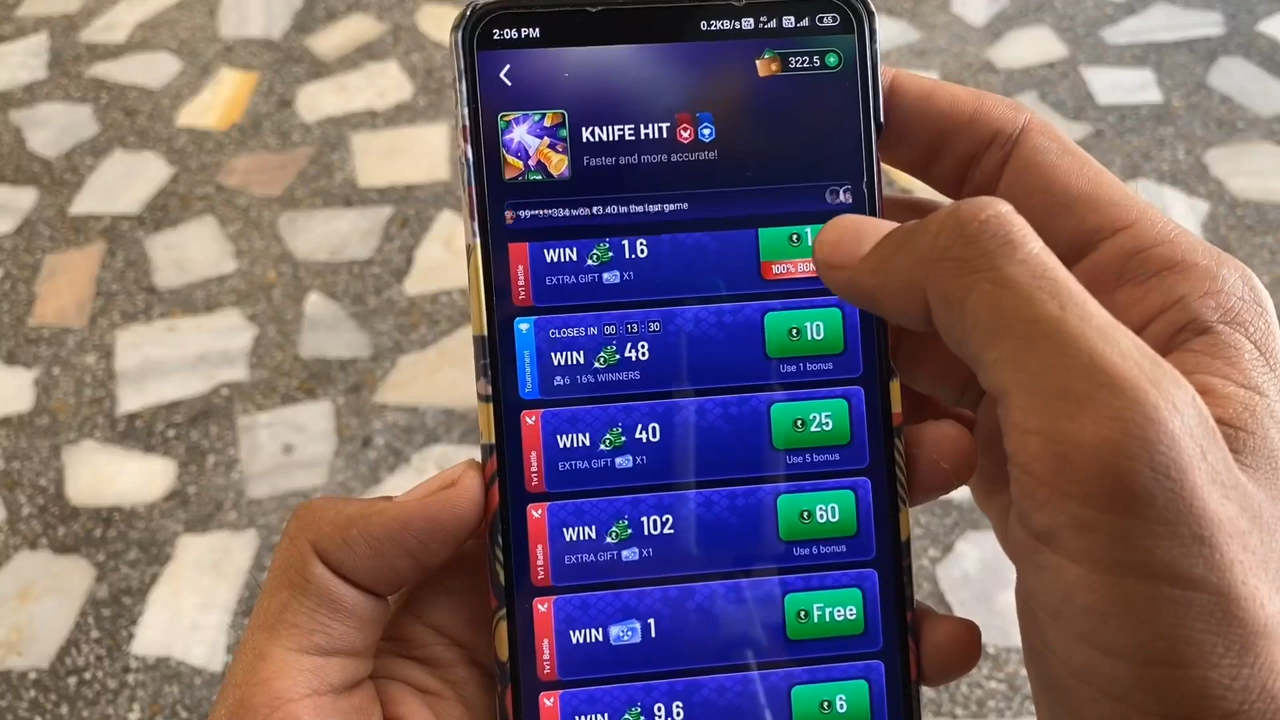 2:06 PM
0.2KB/s
4G
65
322.5
KNIFE HIT
Faster and more accurate!
won ₹3.40 in the last game
1v1 Battle
WIN 1.6
EXTRA GIFT X1
₹ 1
100% BON
Tournament
CLOSES IN 00 : 13 : 30
WIN 48
6 16% WINNERS
₹ 10
Use 1 bonus
1v1 Battle
WIN 40
EXTRA GIFT X1
₹ 25
Use 5 bonus
1v1 Battle
WIN 102
EXTRA GIFT X1
₹ 60
Use 6 bonus
1v1 Battle
WIN 1
₹ Free
WIN 9.6
₹ 6